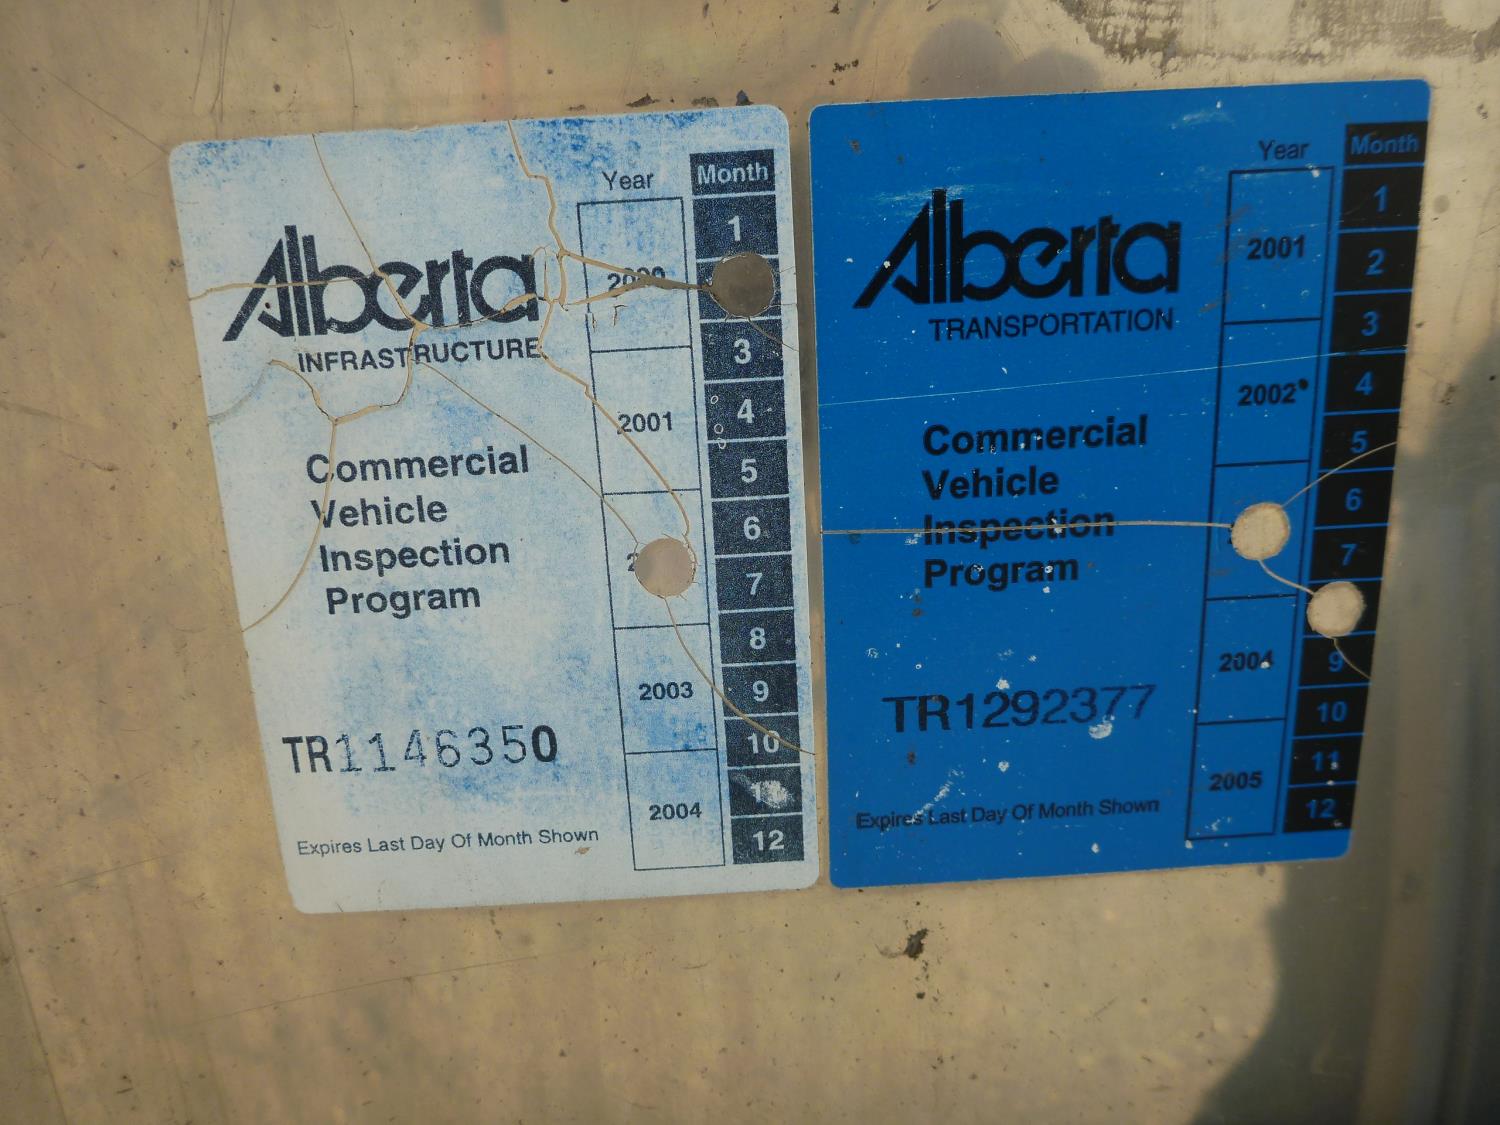 Alberta
INFRASTRUCTURE
Commercial
Vehicle
Inspection
Program
TR1146350
Expires Last Day Of Month Shown
Year
2000
2001
2003
2004
Month
1
3
4
5
6
7
8
9
10
11
12
Alberta
TRANSPORTATION
Commercial
Vehicle
Inspection
Program
TR1292377
Expires Last Day Of Month Shown
Year
2001
2002
2004
2005
Month
1
2
3
4
5
6
7
9
10
11
12